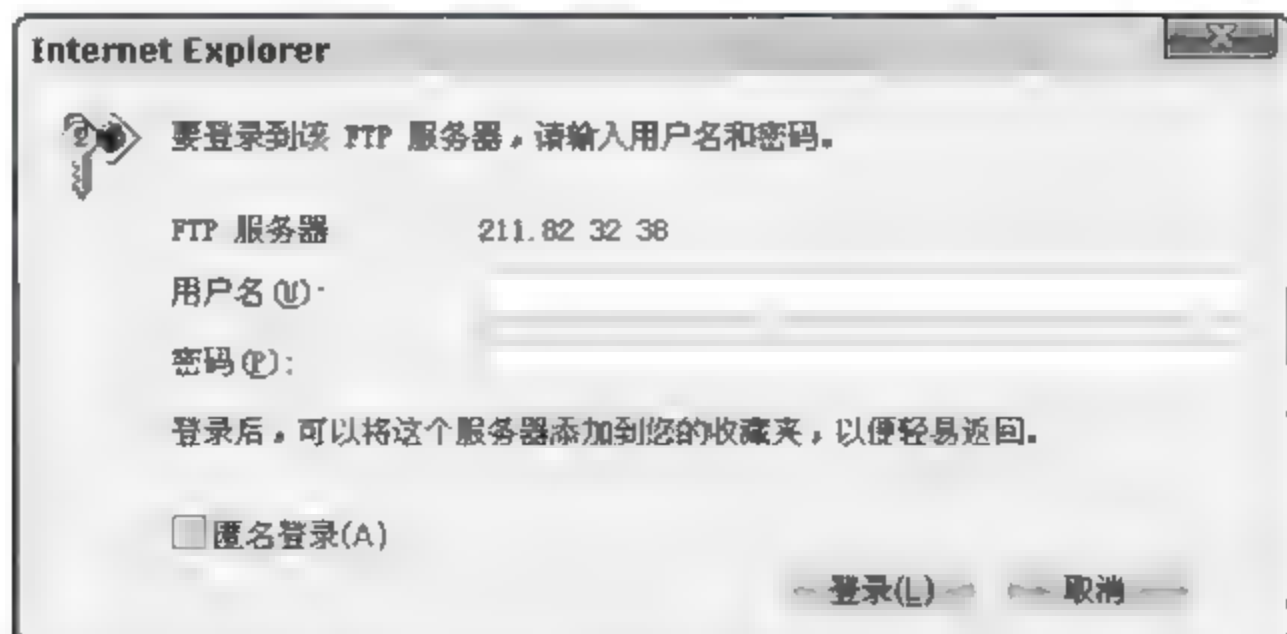 Internet Explorer
要登录到该 FTP 服务器，请输入用户名和密码。
FTP 服务器 211.82 32 38
用户名(U)·
密码(P):
登录后，可以将这个服务器添加到您的收藏夹，以便轻易返回。
匿名登录(A)
登录(L) 取消